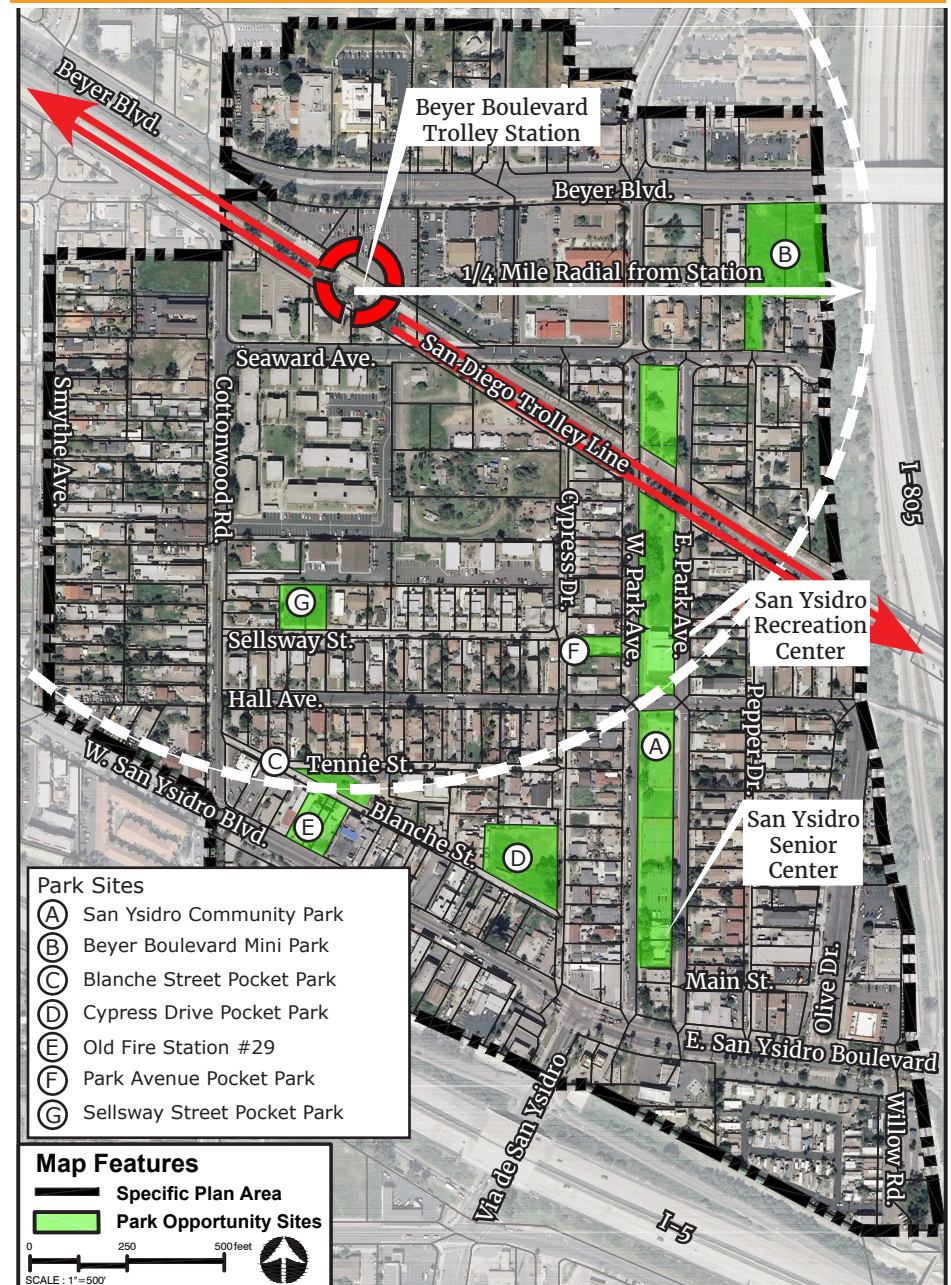 Beyer Blvd.
Beyer Boulevard
Trolley Station
Beyer Blvd.
B
1/4 Mile Radial from Station
Seaward Ave.
San Diego Trolley Line
Smythe Ave.
Cottonwood Rd
I-805
Cypress Dr.
W. Park Ave.
E. Park Ave.
San Ysidro
Recreation
Center
G
Sellsway St.
F
Hall Ave.
Pepper Dr.
A
C
Tennie St.
W. San Ysidro Blvd.
E
Blanche St.
D
San Ysidro
Senior
Center
Main St.
Olive Dr.
E. San Ysidro Boulevard
Willow Rd.
Via de San Ysidro
I-5
Park Sites
A San Ysidro Community Park
B Beyer Boulevard Mini Park
C Blanche Street Pocket Park
D Cypress Drive Pocket Park
E Old Fire Station #29
F Park Avenue Pocket Park
G Sellsway Street Pocket Park
Map Features
Specific Plan Area
Park Opportunity Sites
0 250 500 feet
SCALE : 1"=500'